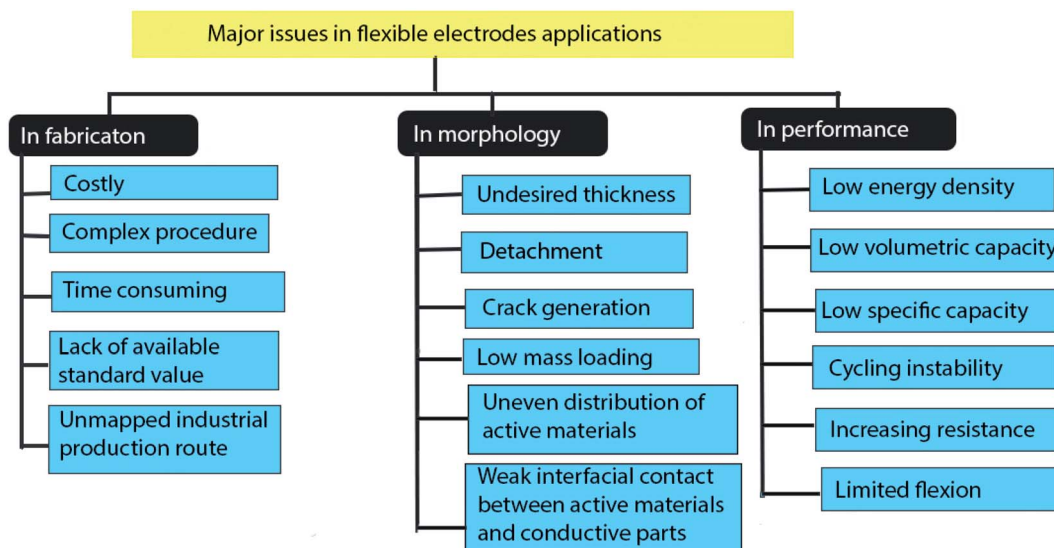 Major issues in flexible electrodes applications
In fabricaton
Costly
Complex procedure
Time consuming
Lack of available
standard value
Unmapped industrial
production route
In morphology
Undesired thickness
Detachment
Crack generation
Low mass loading
Uneven distribution of
active materials
Weak interfacial contact
between active materials
and conductive parts
In performance
Low energy density
Low volumetric capacity
Low specific capacity
Cycling instability
Increasing resistance
Limited flexion